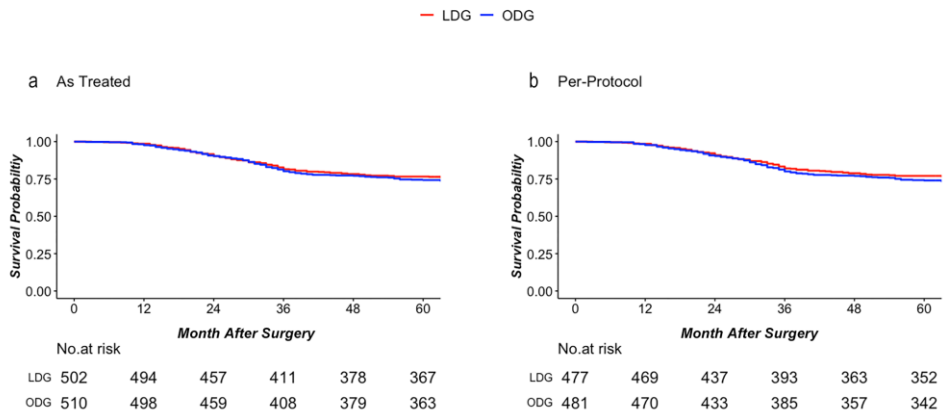 LDG ODG
a As Treated
1.00
0.75
0.50
0.25
0.00
Survival Probabiltiy
0 12 24 36 48 60
Month After Surgery
No.at risk
LDG 502 494 457 411 378 367
ODG 510 498 459 408 379 363
b Per-Protocol
1.00
0.75
0.50
0.25
0.00
Survival Probabiltiy
0 12 24 36 48 60
Month After Surgery
No.at risk
LDG 477 469 437 393 363 352
ODG 481 470 433 385 357 342